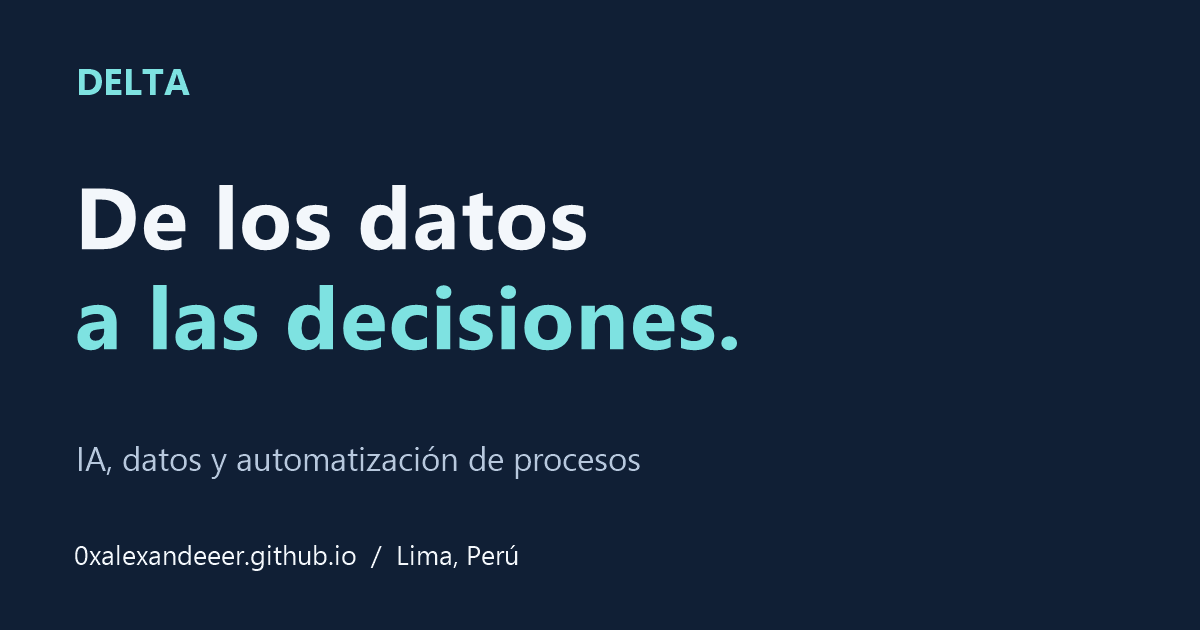 DELTA
De los datos
a las decisiones.
IA, datos y automatización de procesos
0xalexandeeer.github.io / Lima, Perú